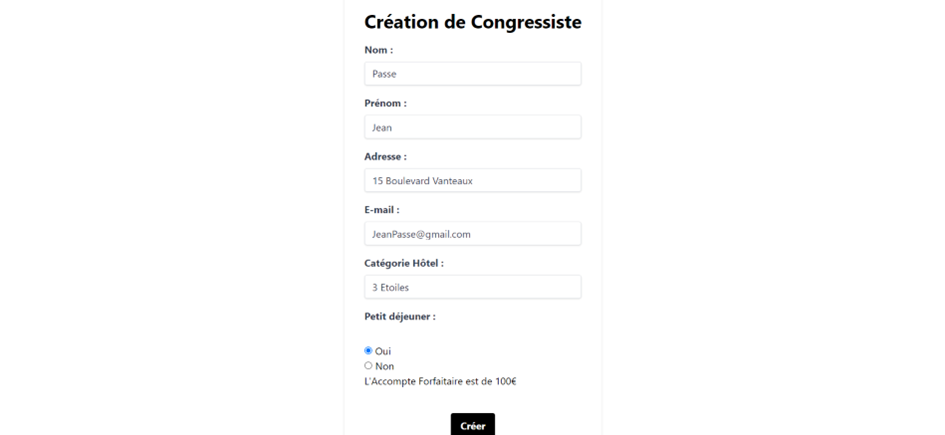 Création de Congressiste
Nom :
Passe
Prénom :
Jean
Adresse :
15 Boulevard Vanteaux
E-mail :
JeanPasse@gmail.com
Catégorie Hôtel :
3 Etoiles
Petit déjeuner :
Oui
Non
L'Accompte Forfaitaire est de 100€
Créer